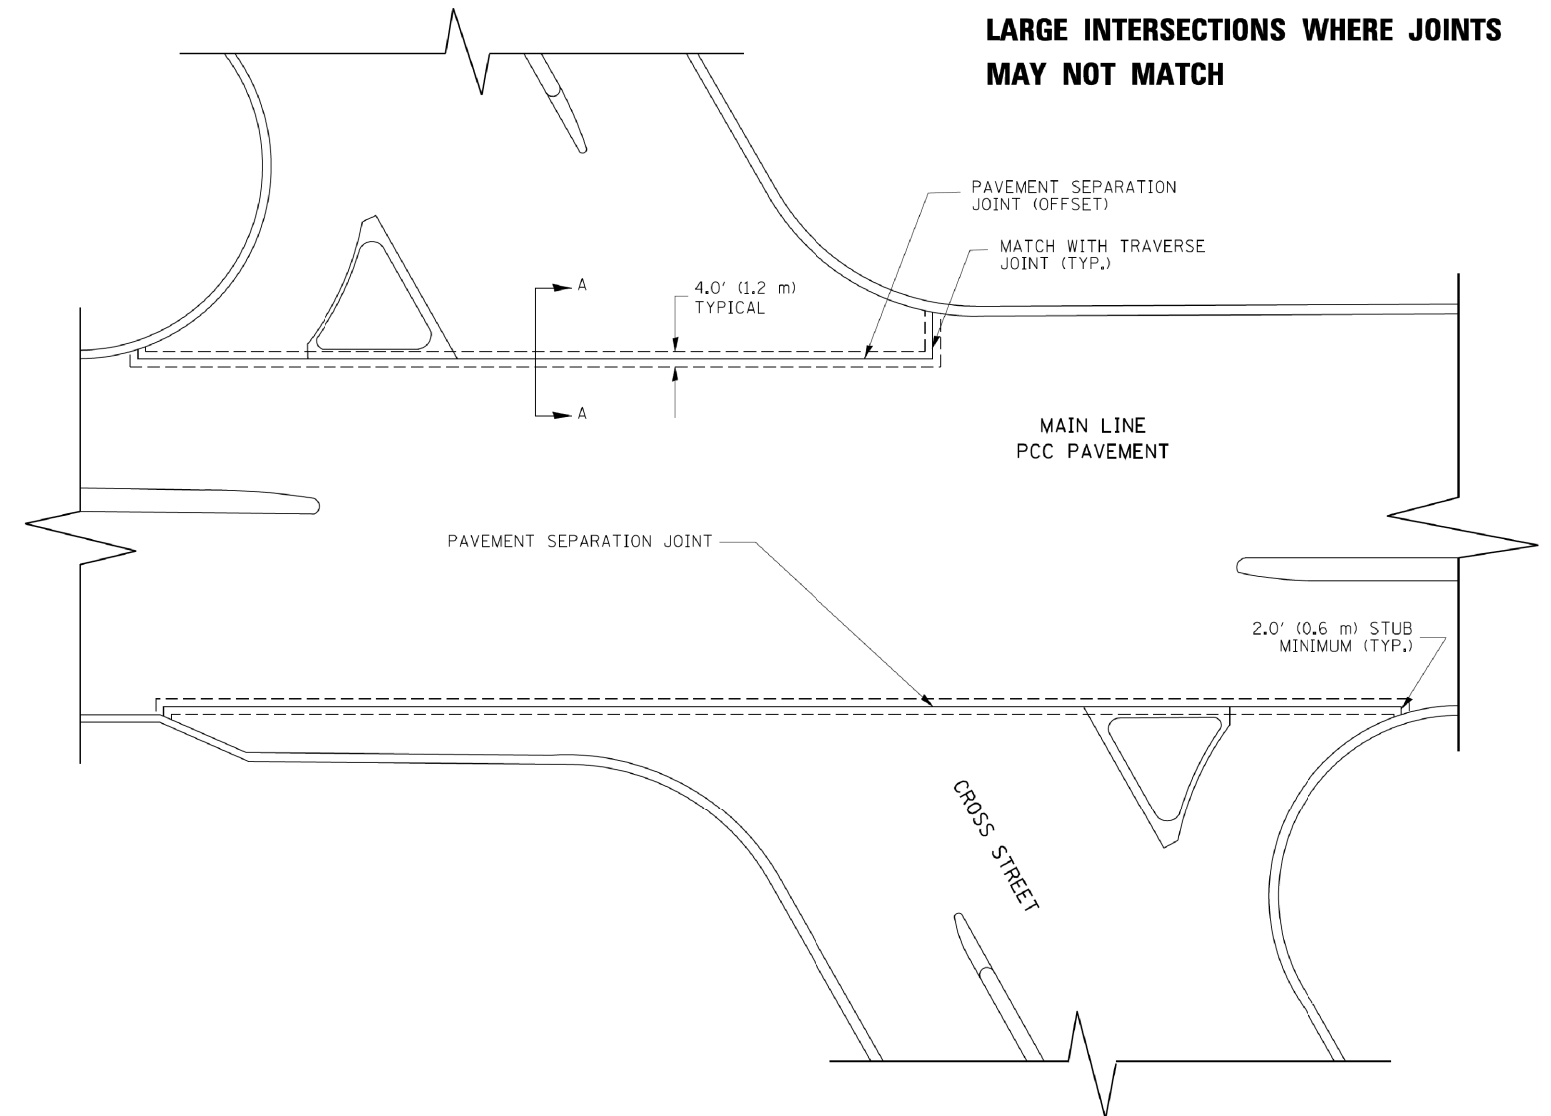 LARGE INTERSECTIONS WHERE JOINTS
MAY NOT MATCH
PAVEMENT SEPARATION
JOINT (OFFSET)
MATCH WITH TRAVERSE
JOINT (TYP.)
A
4.0' (1.2 m)
TYPICAL
A
MAIN LINE
PCC PAVEMENT
PAVEMENT SEPARATION JOINT
2.0' (0.6 m) STUB
MINIMUM (TYP.)
CROSS STREET